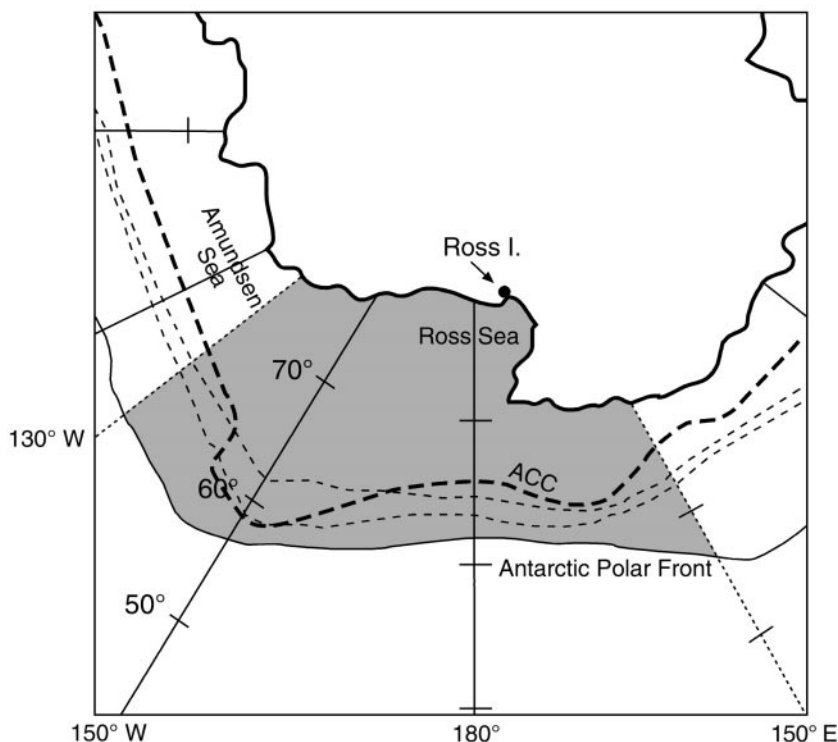 Amundsen
Sea
Ross I.
Ross Sea
70°
130° W
ACC
60°
Antarctic Polar Front
50°
150° W
180°
150° E